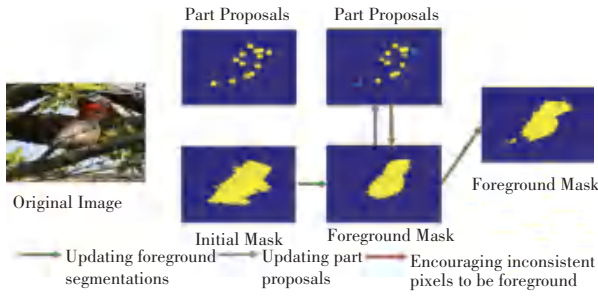 Part Proposals
Part Proposals
Original Image
Initial Mask
Foreground Mask
Foreground Mask
Updating foreground
segmentations
Updating part
proposals
Encouraging inconsistent
pixels to be foreground